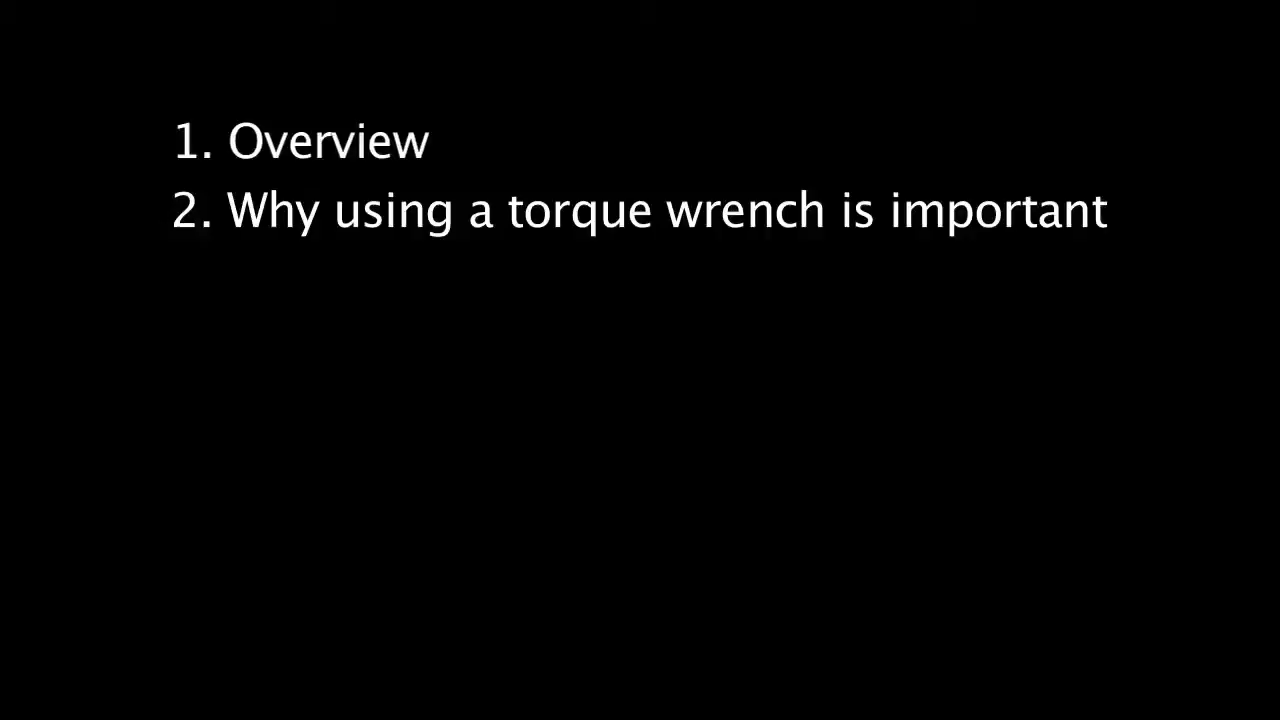 1. Overview
2. Why using a torque wrench is important